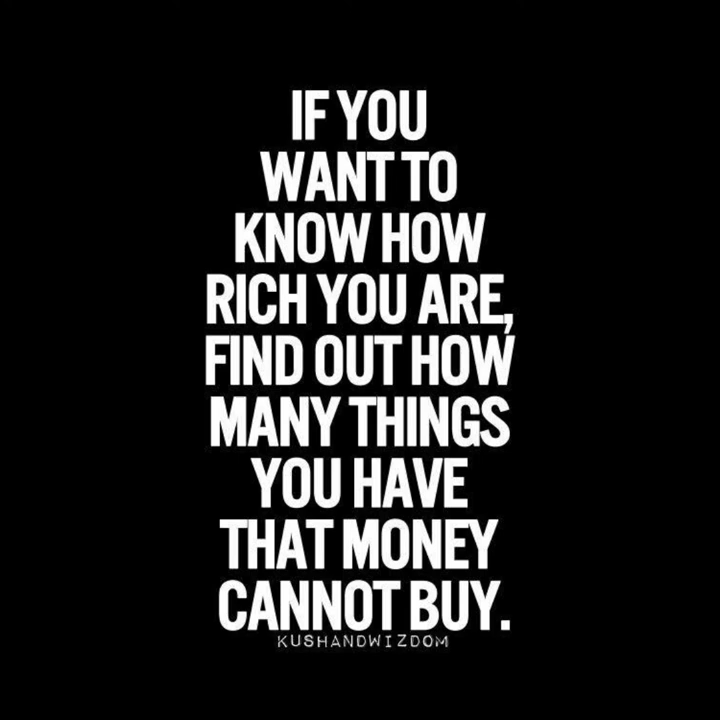 IF YOU
WANT TO
KNOW HOW
RICH YOU ARE,
FIND OUT HOW
MANY THINGS
YOU HAVE
THAT MONEY
CANNOT BUY.
KUSHANDWIZDOM